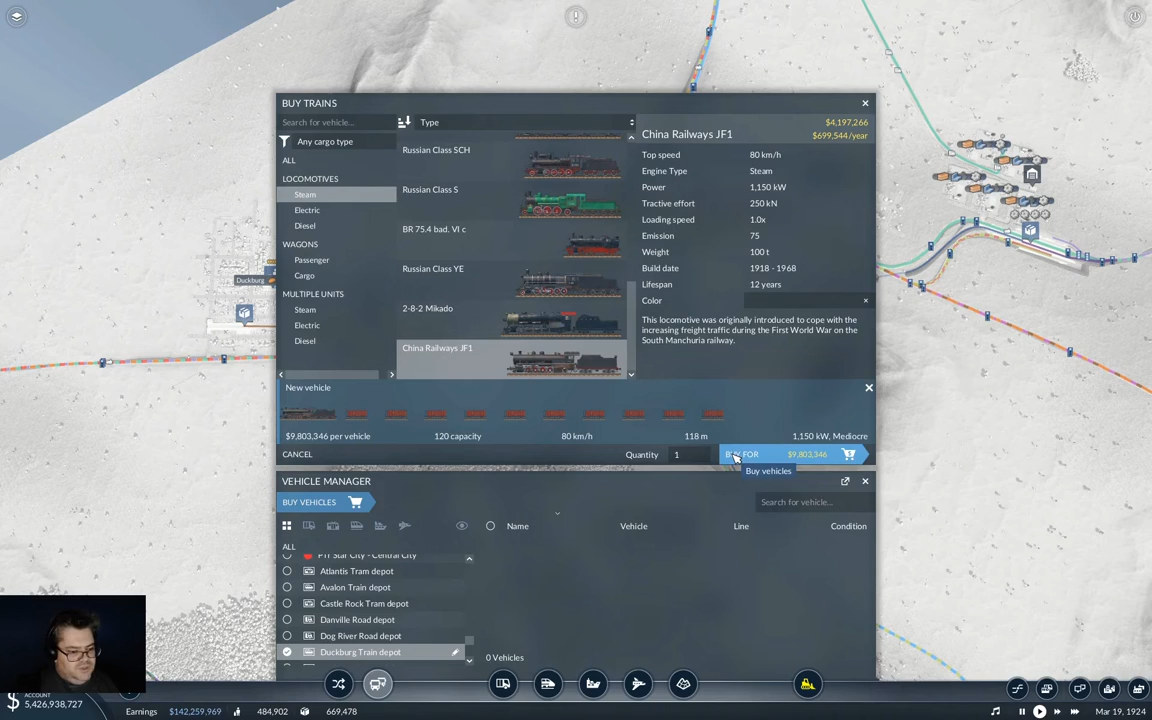 BUY TRAINS
Search for vehicle...
Type
Any cargo type
ALL
LOCOMOTIVES
Steam
Electric
Diesel
WAGONS
Passenger
Cargo
MULTIPLE UNITS
Steam
Electric
Diesel
Russian Class SCH
Russian Class S
BR 75.4 bad. VI c
Russian Class YE
2-8-2 Mikado
China Railways JF1
$4,197,266
China Railways JF1
$699,544/year
Top speed 80 km/h
Engine Type Steam
Power 1,150 kW
Tractive effort 250 kN
Loading speed 1.0x
Emission 75
Weight 100 t
Build date 1918 - 1968
Lifespan 12 years
Color
This locomotive was originally introduced to cope with the
increasing freight traffic during the First World War on the
South Manchuria railway.
Duckburg
New vehicle
$9,803,346 per vehicle 120 capacity 80 km/h 118 m 1,150 kW, Mediocre
CANCEL Quantity 1 BUY FOR $9,803,346
Buy vehicles
VEHICLE MANAGER
BUY VEHICLES
Search for vehicle...
Name Vehicle Line Condition
ALL
Star City - Central City
Atlantis Tram depot
Avalon Train depot
Castle Rock Tram depot
Danville Road depot
Dog River Road depot
Duckburg Train depot
0 Vehicles
ACCOUNT
$ 5,426,938,727
Earnings $142,259,969 484,902 669,478
Mar 19, 1924